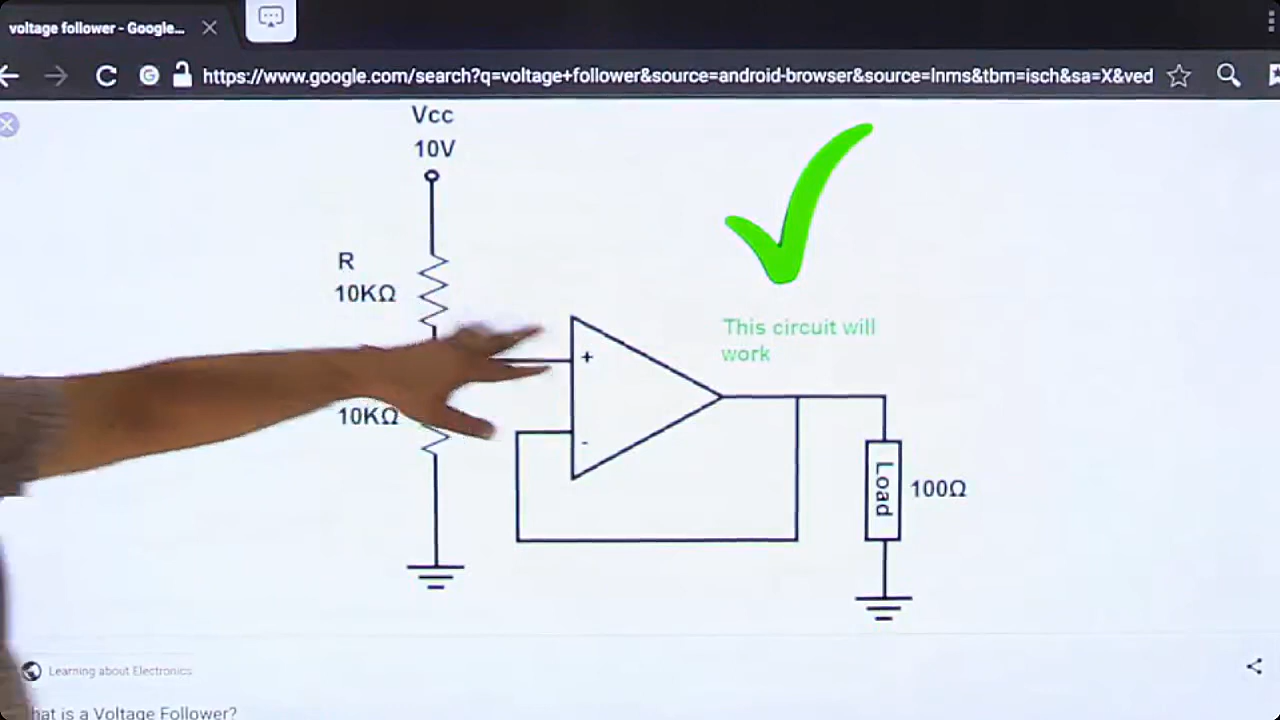 voltage follower - Google...
https://www.google.com/search?q=voltage+follower&source=android-browser&source=lnms&tbm=isch&sa=X&ved
Vcc
10V
R
10KΩ
+
This circuit will
work
10KΩ
-
Load
100Ω
Learning about Electronics
hat is a Voltage Follower?